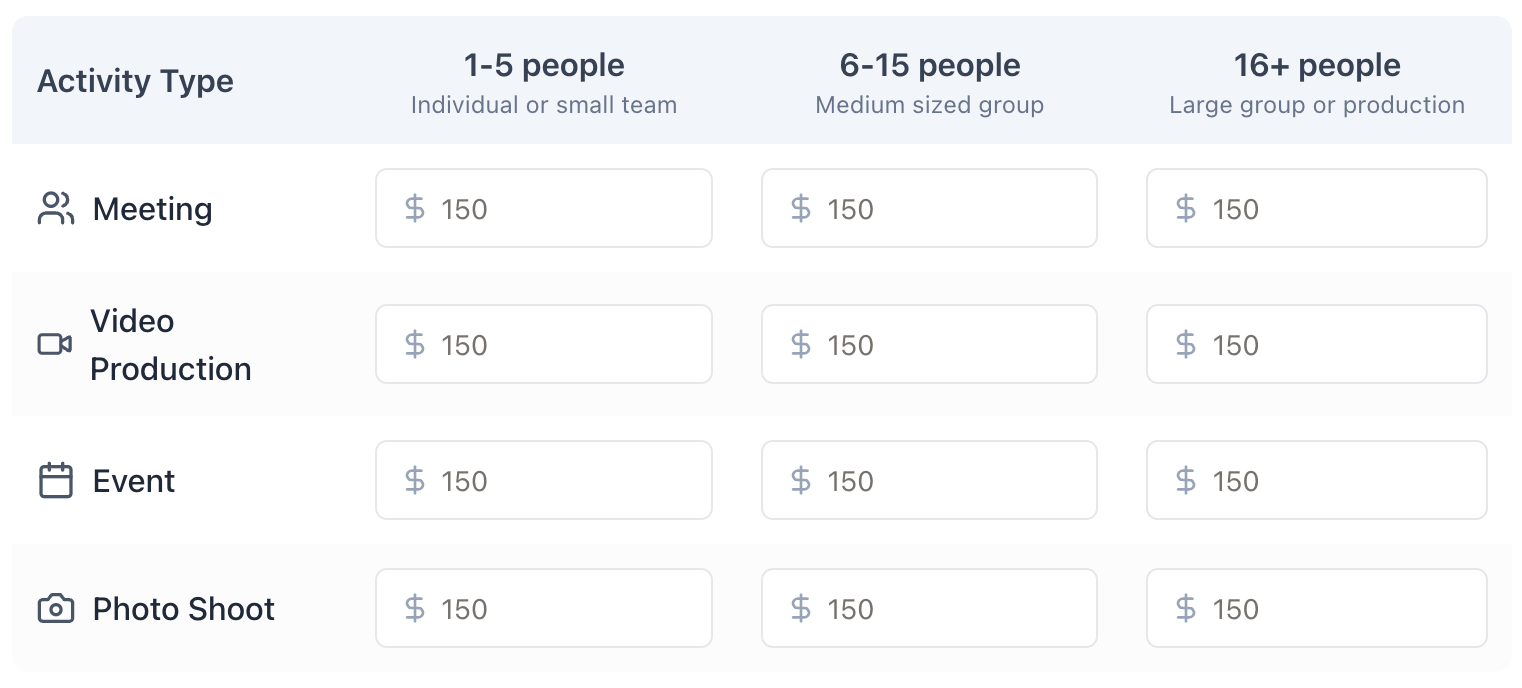 Activity Type
1-5 people
Individual or small team
6-15 people
Medium sized group
16+ people
Large group or production
Meeting
$ 150
$ 150
$ 150
Video
Production
$ 150
$ 150
$ 150
Event
$ 150
$ 150
$ 150
Photo Shoot
$ 150
$ 150
$ 150